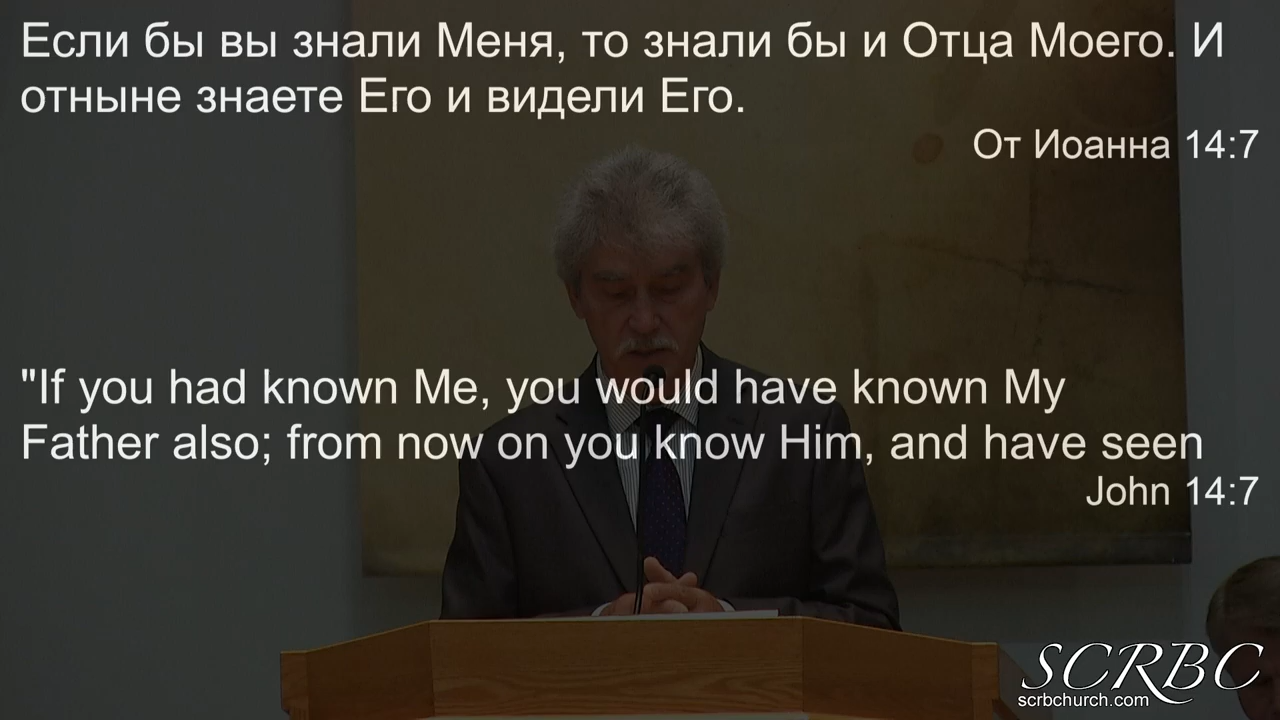 Если бы вы знали Меня, то знали бы и Отца Моего. И
отныне знаете Его и видели Его.
От Иоанна 14:7
"If you had known Me, you would have known My
Father also; from now on you know Him, and have seen
John 14:7
SCRBC
scrbchurch.com